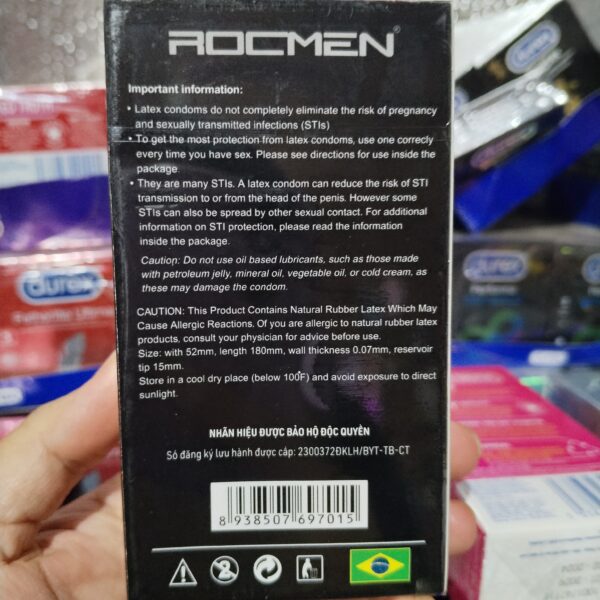 ROCMEN®
Important information:
• Latex condoms do not completely eliminate the risk of pregnancy
and sexually transmitted infections (STIs)
• To get the most protection from latex condoms, use one correcly
every time you have sex. Please see directions for use inside the
package.
• They are many STIs. A latex condom can reduce the risk of STI
transmission to or from the head of the penis. However some
STIs can also be spread by other sexual contact. For additional
information on STI protection, please read the information
inside the package.
Caution: Do not use oil based lubricants, such as those made
with petroleum jelly, mineral oil, vegetable oil, or cold cream, as
these may damage the condom.
CAUTION: This Product Contains Natural Rubber Latex Which May
Cause Allergic Reactions. Of you are allergic to natural rubber latex
products, consult your physician for advice before use.
Size: with 52mm, length 180mm, wall thickness 0.07mm, reservoir
tip 15mm.
Store in a cool dry place (below 100°F) and avoid exposure to direct
sunlight.
NHÃN HIỆU ĐƯỢC BẢO HỘ ĐỘC QUYỀN
Số đăng ký lưu hành được cấp: 2300372ĐKLH/BYT-TB-CT
8 938507 697015
durex
durex
durex